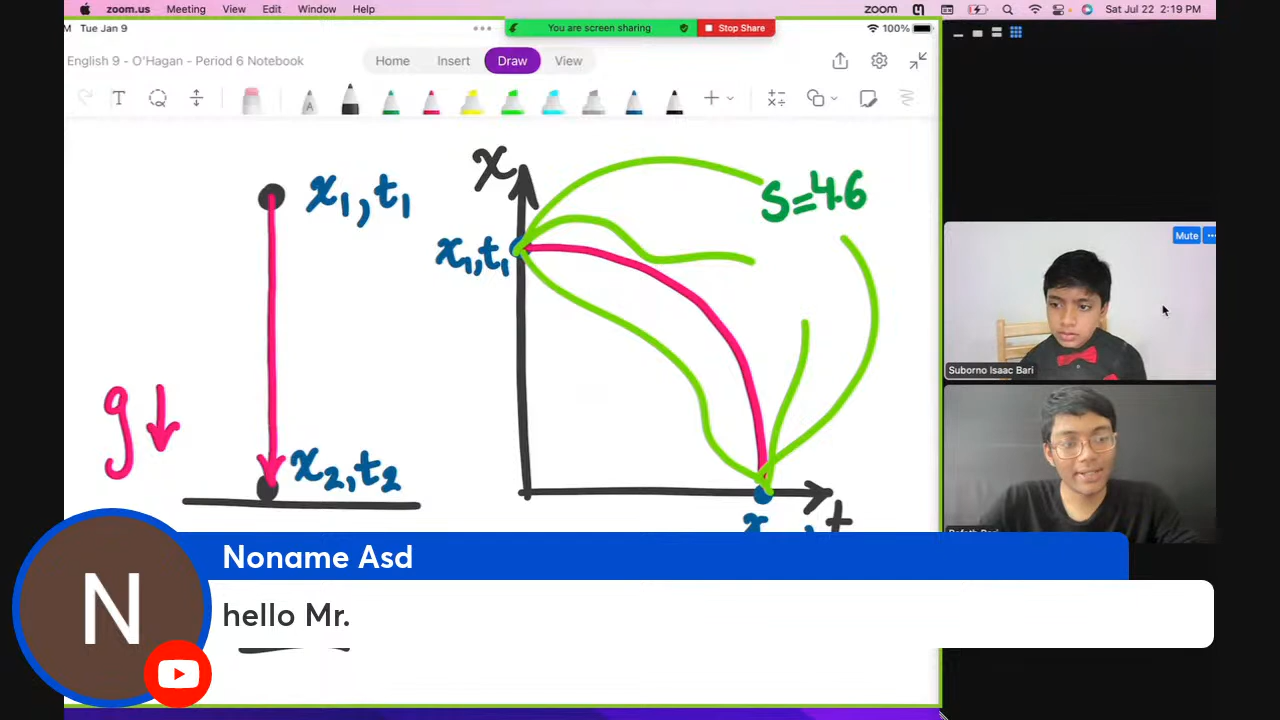 zoom.us Meeting View Edit Window Help zoom Sat Jul 22 2:19 PM
Tue Jan 9 You are screen sharing Stop Share 100%
English 9 - O'Hagan - Period 6 Notebook Home Insert Draw View
x
x₁, t₁ S=4.6
x₁, t₁
Mute
Suborno Isaac Bari
g
x₂, t₂
t
Noname Asd
N
hello Mr.